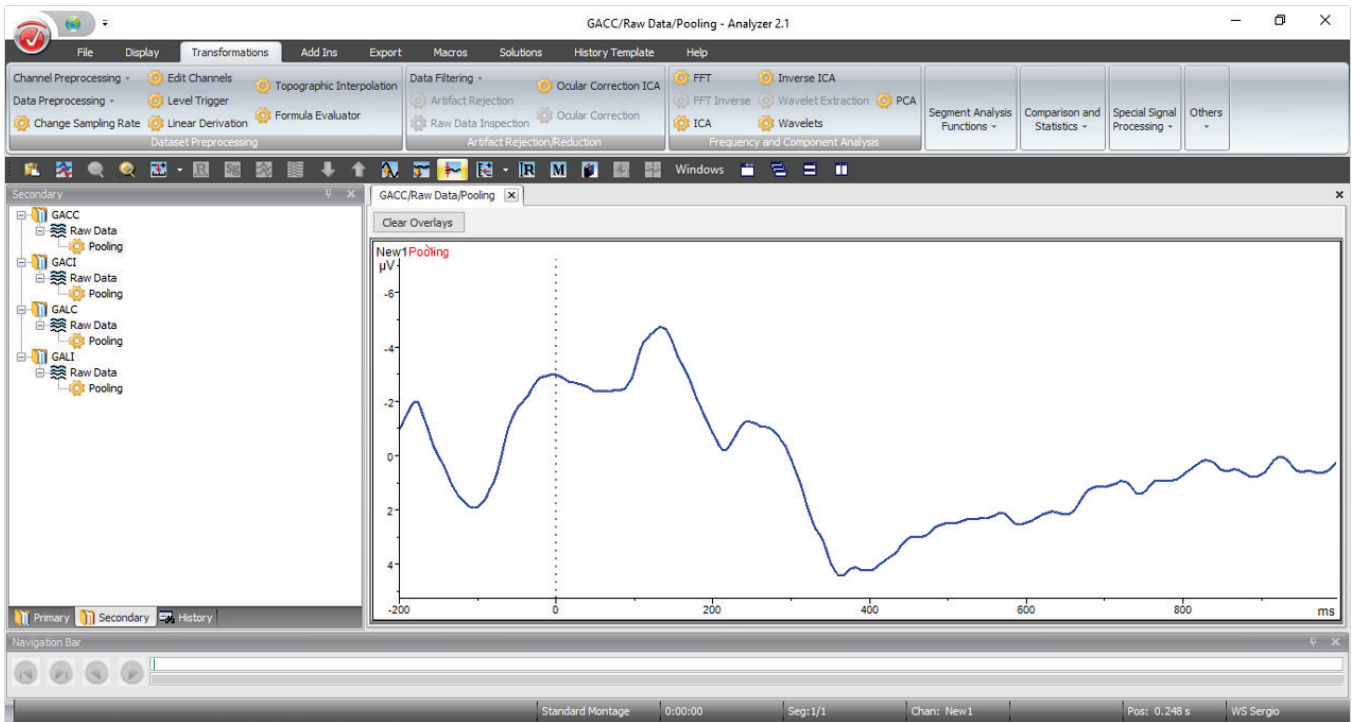 GACC/Raw Data/Pooling - Analyzer 2.1
File Display Transformations Add Ins Export Macros Solutions History Template Help
Channel Preprocessing
Edit Channels
Topographic Interpolation
Data Preprocessing
Level Trigger
Formula Evaluator
Change Sampling Rate
Linear Derivation
Dataset Preprocessing
Data Filtering
Ocular Correction ICA
Artifact Rejection
Ocular Correction
Raw Data Inspection
Artifact Rejection/Reduction
FFT
Inverse ICA
FFT Inverse
Wavelet Extraction
PCA
ICA
Wavelets
Frequency and Component Analysis
Segment Analysis
Functions
Comparison and
Statistics
Special Signal
Processing
Others
R Sg R M Windows
Secondary
GACC
Raw Data
Pooling
GACI
Raw Data
Pooling
GALC
Raw Data
Pooling
GALI
Raw Data
Pooling
Primary Secondary History
GACC/Raw Data/Pooling
Clear Overlays
New1Pooling
µV
-6
-4
-2
0
2
4
-200 0 200 400 600 800 ms
Navigation Bar
Standard Montage 0:00:00 Seg:1/1 Chan: New1 Pos: 0.248 s WS Sergio